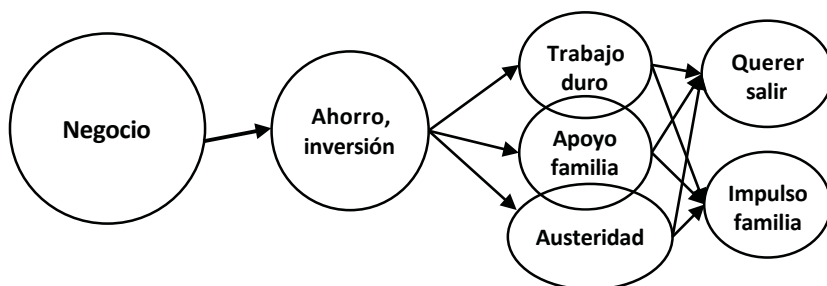 Negocio
Ahorro,
inversión
Trabajo
duro
Apoyo
familia
Austeridad
Querer
salir
Impulso
familia